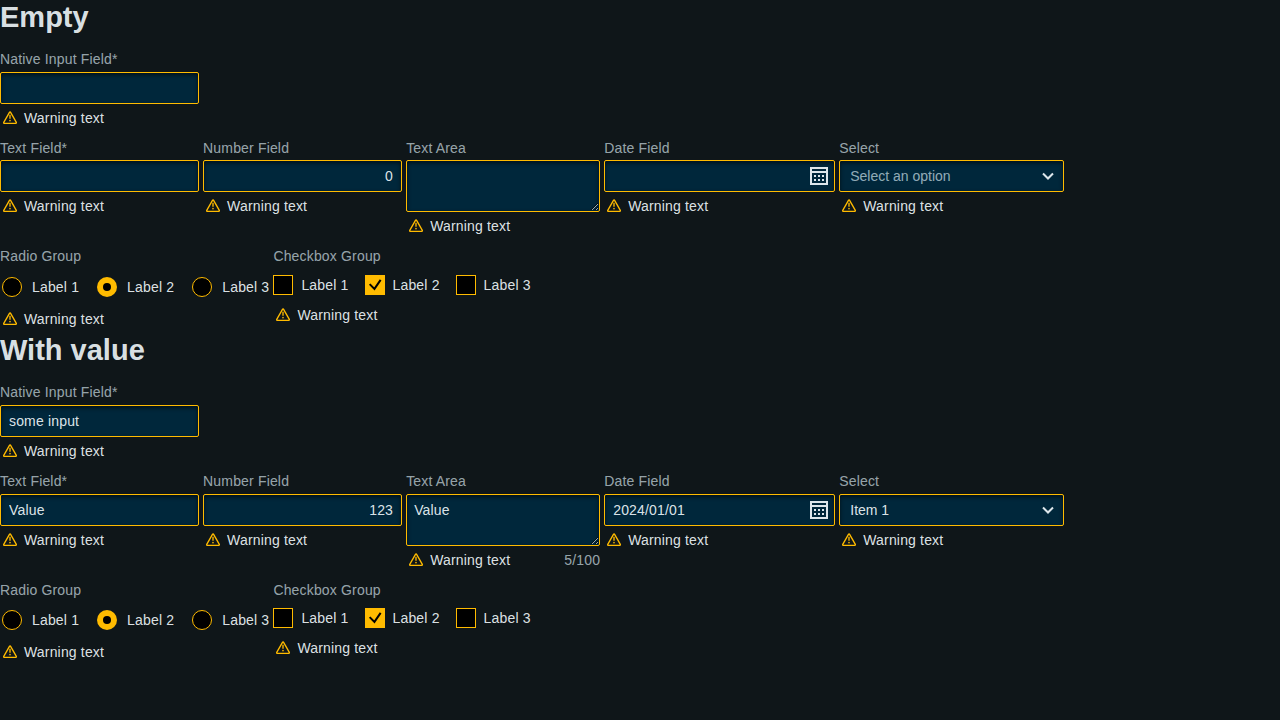 Empty
Native Input Field*
Warning text
Text Field* Number Field Text Area Date Field Select
0 Select an option
Warning text Warning text Warning text Warning text
Warning text
Radio Group Checkbox Group
Label 1 Label 2 Label 3 Label 1 Label 2 Label 3
Warning text Warning text
With value
Native Input Field*
some input
Warning text
Text Field* Number Field Text Area Date Field Select
Value 123 Value 2024/01/01 Item 1
Warning text Warning text Warning text Warning text
Warning text 5/100
Radio Group Checkbox Group
Label 1 Label 2 Label 3 Label 1 Label 2 Label 3
Warning text Warning text